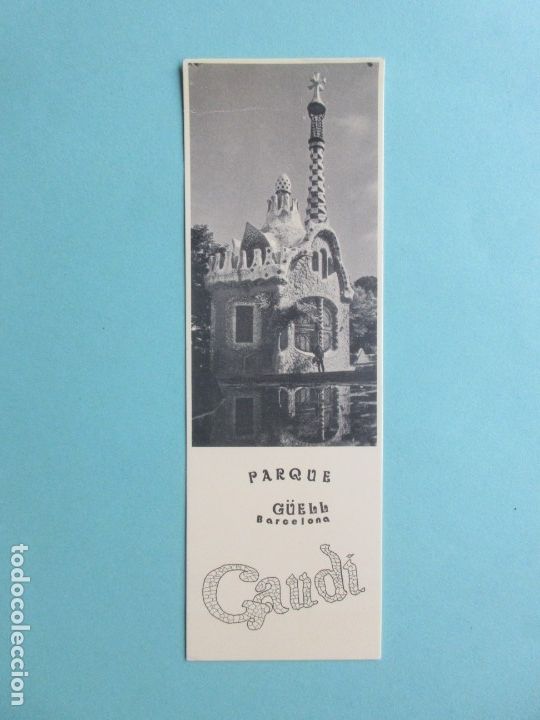 PARQUE
GÜELL
Barcelona
Gaudí
todocoleccion